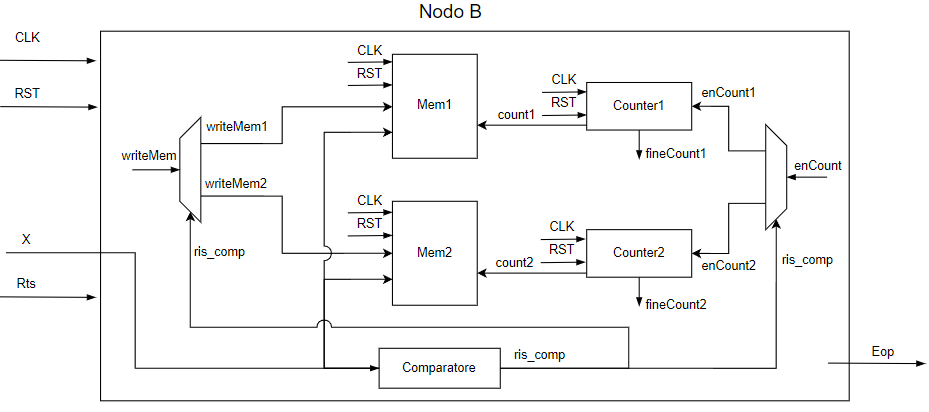 Nodo B
CLK
RST
X
Rts
writeMem
writeMem1
writeMem2
ris_comp
CLK
RST
Mem1
count1
CLK
RST
Counter1
fineCount1
enCount1
enCount
CLK
RST
Mem2
count2
CLK
RST
Counter2
fineCount2
enCount2
ris_comp
Comparatore
ris_comp
Eop